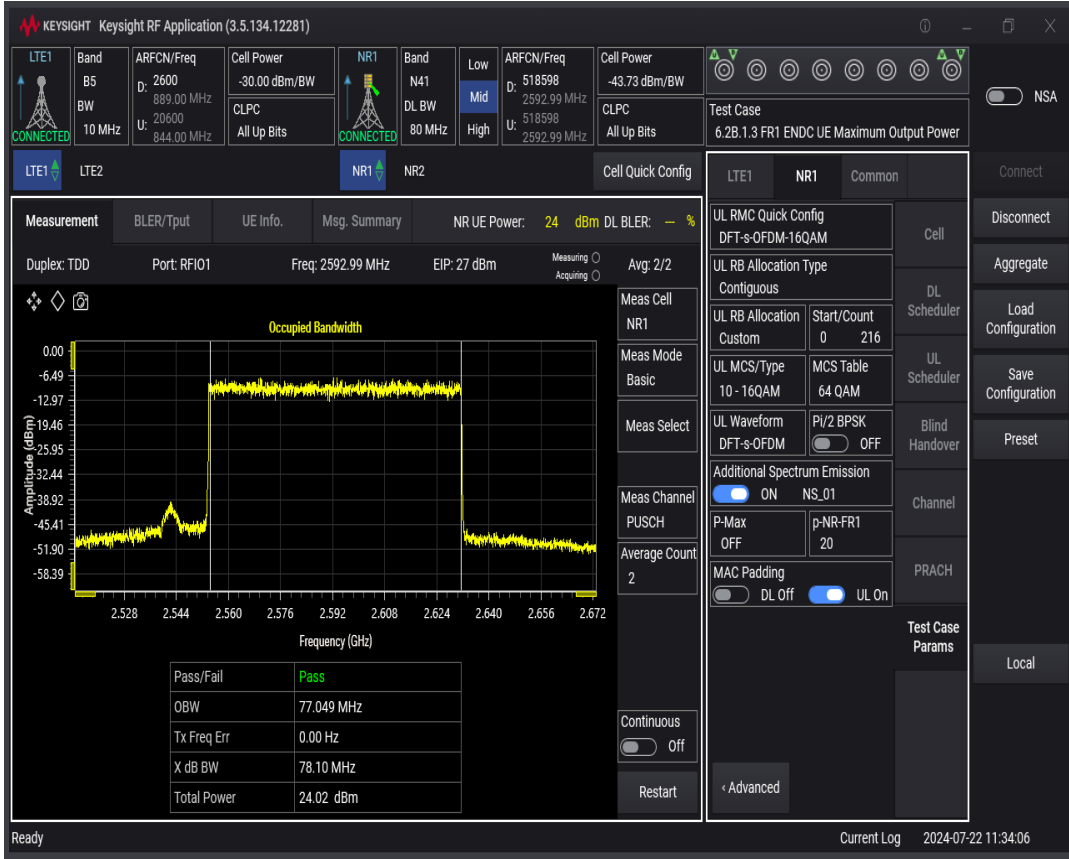 KEYSIGHT Keysight RF Application (3.5.134.12281)
LTE1
CONNECTED
Band
B5
BW
10 MHz
ARFCN/Freq
D: 2600
889.00 MHz
U: 20600
844.00 MHz
Cell Power
-30.00 dBm/BW
CLPC
All Up Bits
NR1
CONNECTED
Band
N41
DL BW
80 MHz
Low
Mid
High
ARFCN/Freq
D: 518598
2592.99 MHz
U: 518598
2592.99 MHz
Cell Power
-43.73 dBm/BW
CLPC
All Up Bits
Test Case
6.2B.1.3 FR1 ENDC UE Maximum Output Power
NSA
LTE1 LTE2
NR1 NR2
Cell Quick Config
Measurement BLER/Tput UE Info. Msg. Summary NR UE Power: 24 dBm DL BLER: --- %
Duplex: TDD Port: RFIO1 Freq: 2592.99 MHz EIP: 27 dBm Measuring Acquiring Avg: 2/2
Occupied Bandwidth
Amplitude (dBm)
0.00
-6.49
-12.97
-19.46
-25.95
-32.44
-38.92
-45.41
-51.90
-58.39
2.528 2.544 2.560 2.576 2.592 2.608 2.624 2.640 2.656 2.672
Frequency (GHz)
Pass/Fail Pass
OBW 77.049 MHz
Tx Freq Err 0.00 Hz
X dB BW 78.10 MHz
Total Power 24.02 dBm
Meas Cell
NR1
Meas Mode
Basic
Meas Select
Meas Channel
PUSCH
Average Count
2
Continuous
Off
Restart
LTE1 NR1 Common
UL RMC Quick Config
DFT-s-OFDM-16QAM
UL RB Allocation Type
Contiguous
UL RB Allocation
Custom
Start/Count
0 216
UL MCS/Type
10 - 16QAM
MCS Table
64 QAM
UL Waveform
DFT-s-OFDM
Pi/2 BPSK
OFF
Additional Spectrum Emission
ON NS_01
P-Max
OFF
p-NR-FR1
20
MAC Padding
DL Off UL On
‹ Advanced
Cell
DL
Scheduler
UL
Scheduler
Blind
Handover
Channel
PRACH
Test Case
Params
Connect
Disconnect
Aggregate
Load
Configuration
Save
Configuration
Preset
Local
Ready
Current Log 2024-07-22 11:34:06